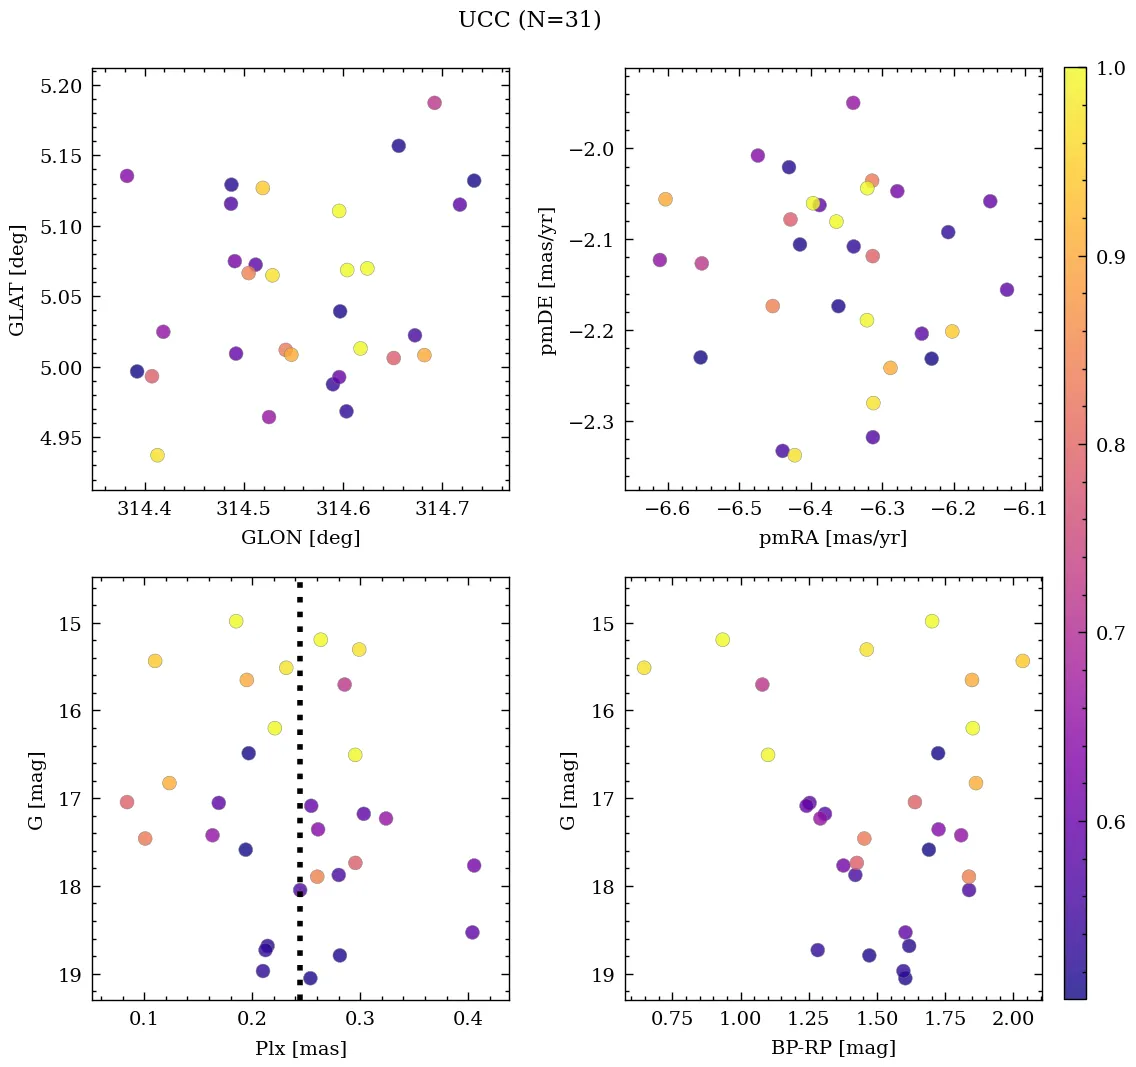 UCC (N=31)
5.20
5.15
5.10
5.05
5.00
4.95
GLAT [deg]
314.4 314.5 314.6 314.7
GLON [deg]
−2.0
−2.1
−2.2
−2.3
pmDE [mas/yr]
−6.6 −6.5 −6.4 −6.3 −6.2 −6.1
pmRA [mas/yr]
1.0
0.9
0.8
0.7
0.6
15
16
17
18
19
G [mag]
0.1 0.2 0.3 0.4
Plx [mas]
15
16
17
18
19
G [mag]
0.75 1.00 1.25 1.50 1.75 2.00
BP-RP [mag]